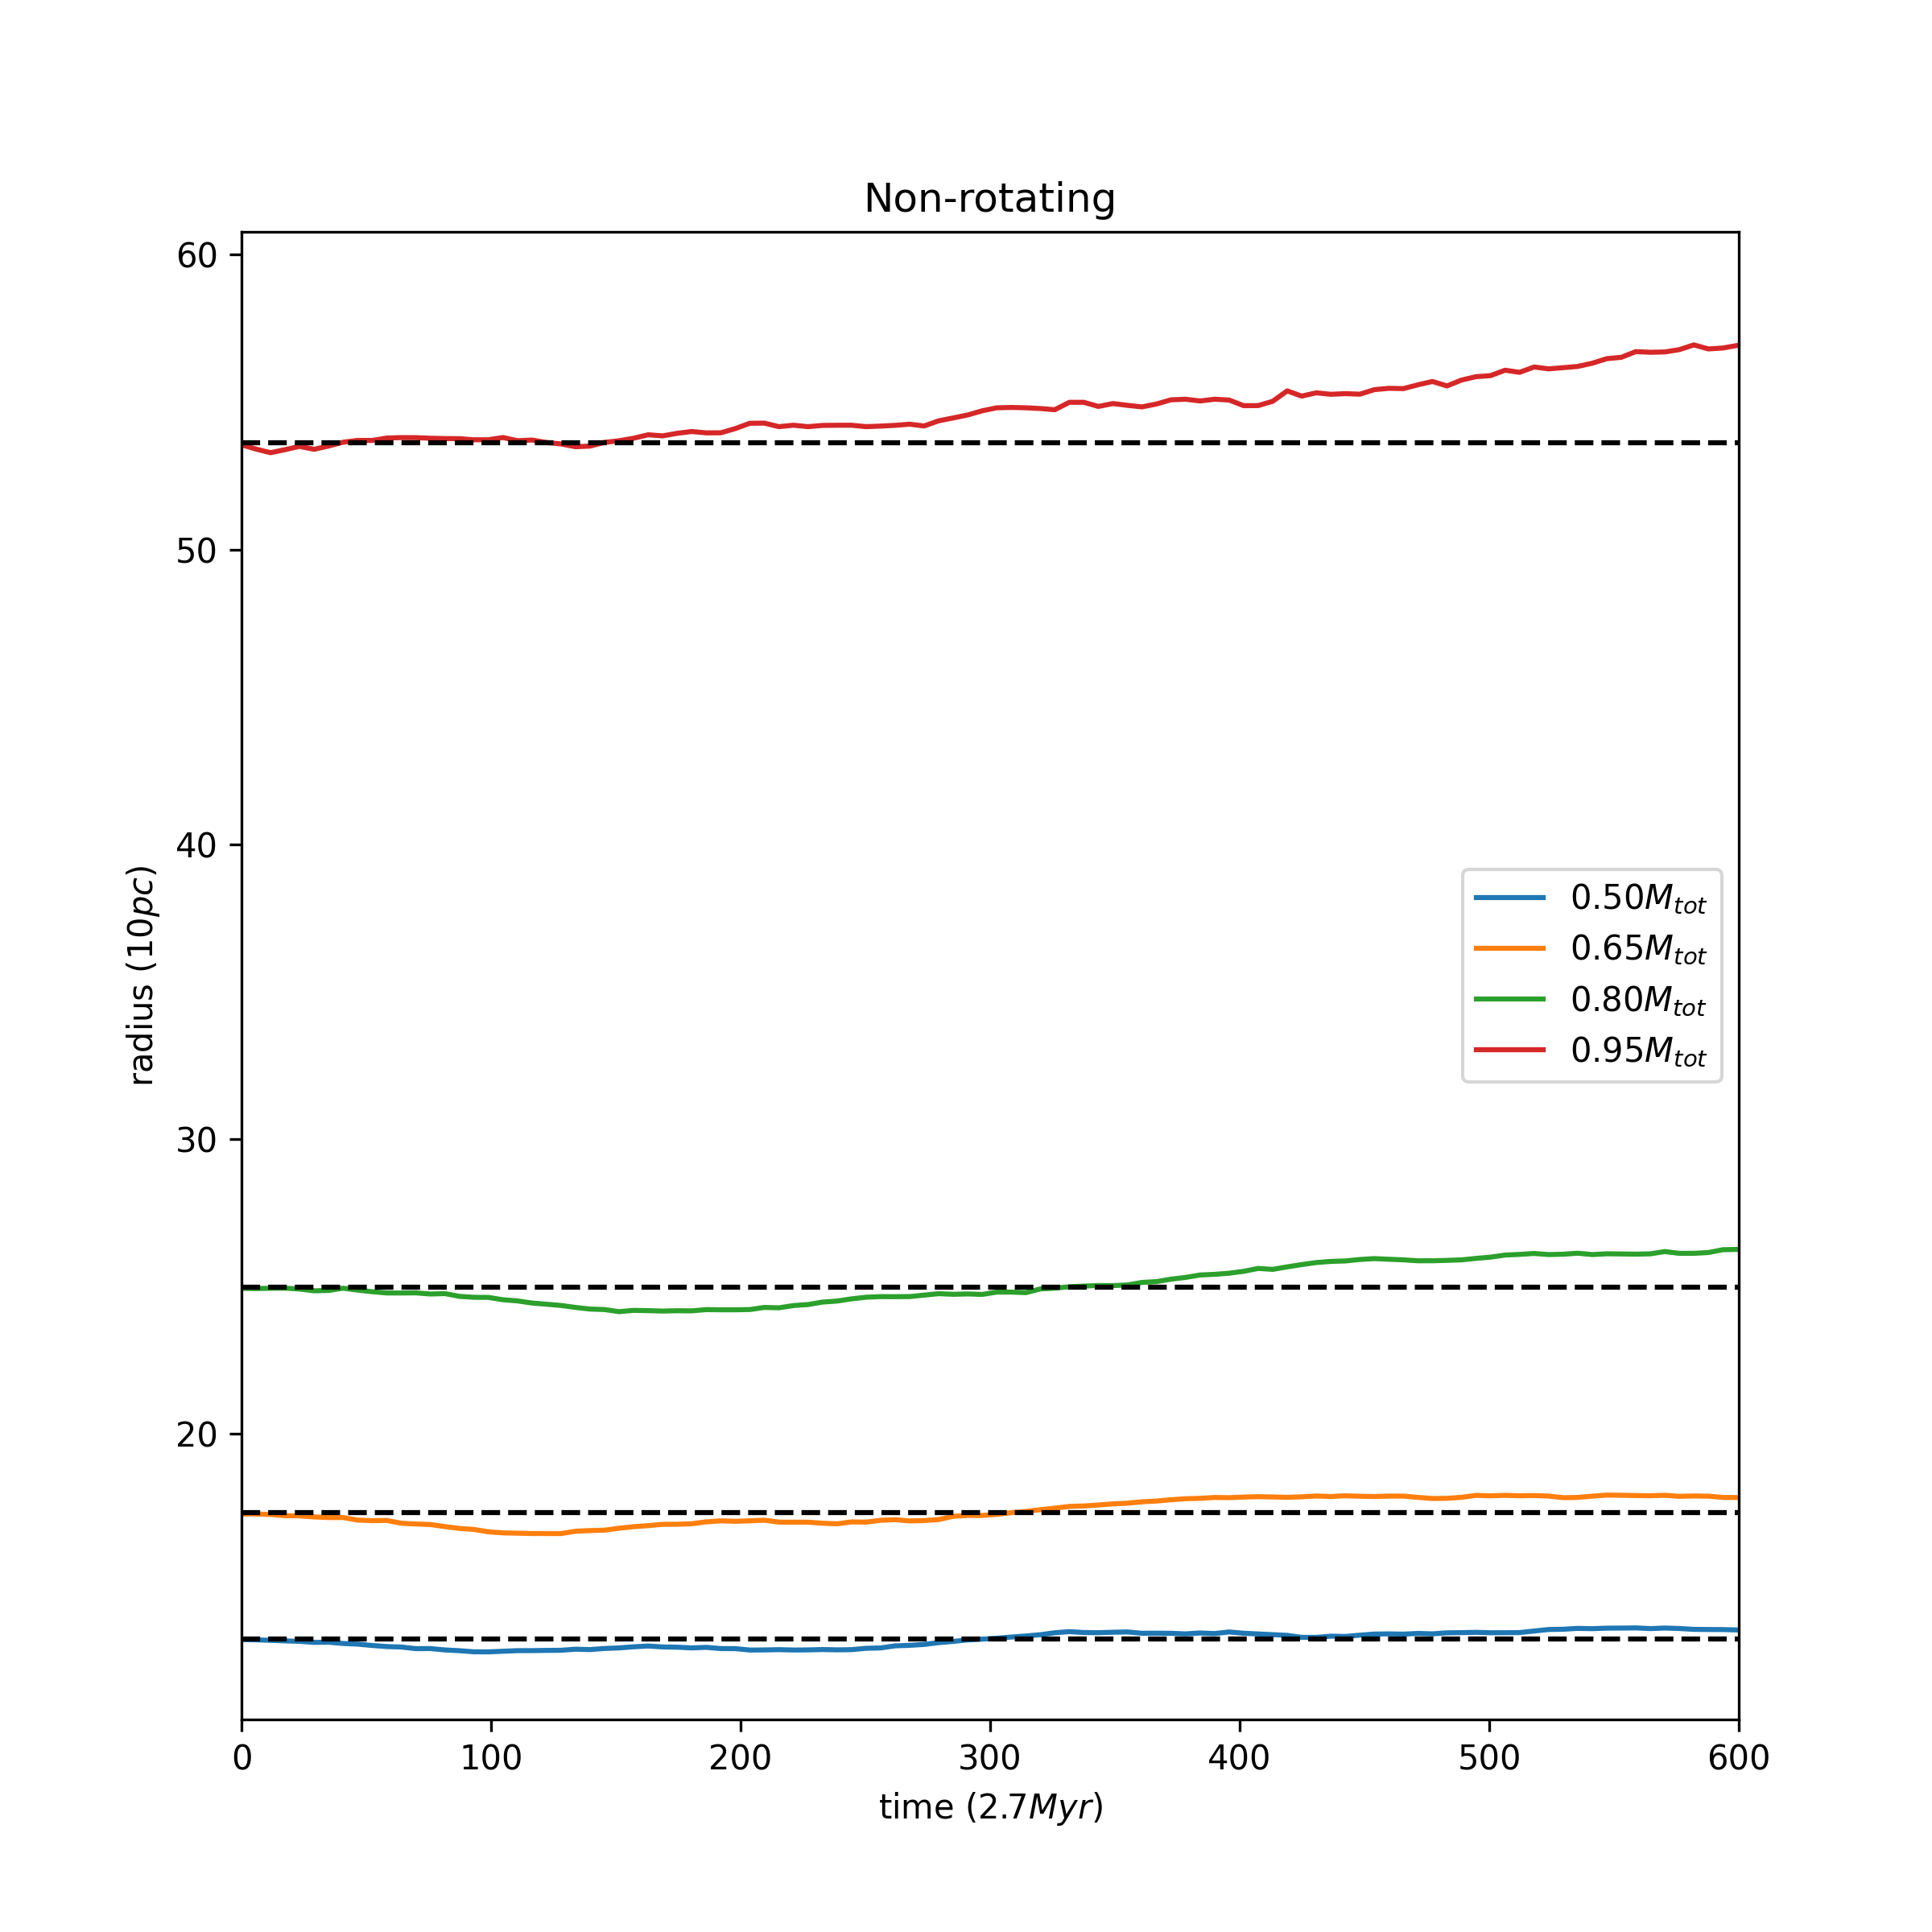 Non-rotating
60
50
40
30
20
radius (10pc)
0.50M_tot
0.65M_tot
0.80M_tot
0.95M_tot
0 100 200 300 400 500 600
time (2.7Myr)